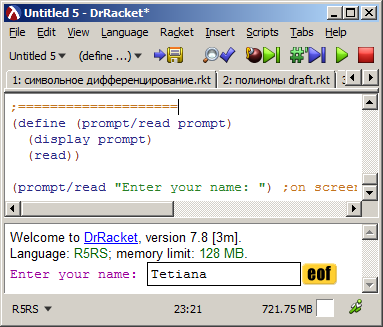 Untitled 5 - DrRacket*
File Edit View Language Racket Insert Scripts Tabs Help
Untitled 5 (define ...)
1: символьное дифференцирование.rkt 2: полиномы draft.rkt 3
;====================
(define (prompt/read prompt)
(display prompt)
(read))
(prompt/read "Enter your name: ") ;on screen
Welcome to DrRacket, version 7.8 [3m].
Language: R5RS; memory limit: 128 MB.
Enter your name: Tetiana eof
R5RS 23:21 721.75 MB